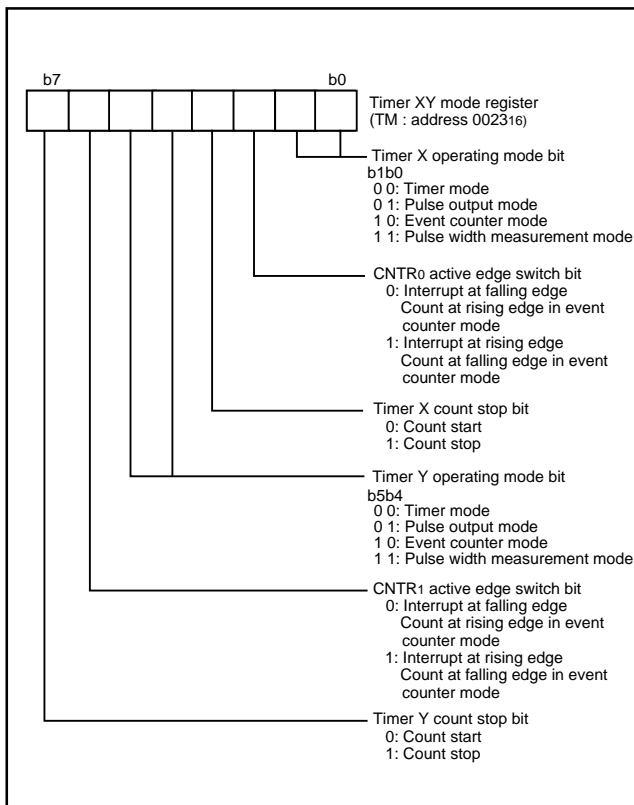 b7 b0
Timer XY mode register
(TM : address 002316)
Timer X operating mode bit
b1b0
0 0: Timer mode
0 1: Pulse output mode
1 0: Event counter mode
1 1: Pulse width measurement mode
CNTR0 active edge switch bit
0: Interrupt at falling edge
Count at rising edge in event
counter mode
1: Interrupt at rising edge
Count at falling edge in event
counter mode
Timer X count stop bit
0: Count start
1: Count stop
Timer Y operating mode bit
b5b4
0 0: Timer mode
0 1: Pulse output mode
1 0: Event counter mode
1 1: Pulse width measurement mode
CNTR1 active edge switch bit
0: Interrupt at falling edge
Count at rising edge in event
counter mode
1: Interrupt at rising edge
Count at falling edge in event
counter mode
Timer Y count stop bit
0: Count start
1: Count stop